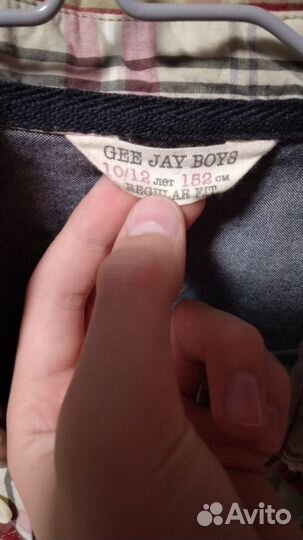 GEE JAY BOYS
10/12 лет 152 см
REGULAR FIT
Avito